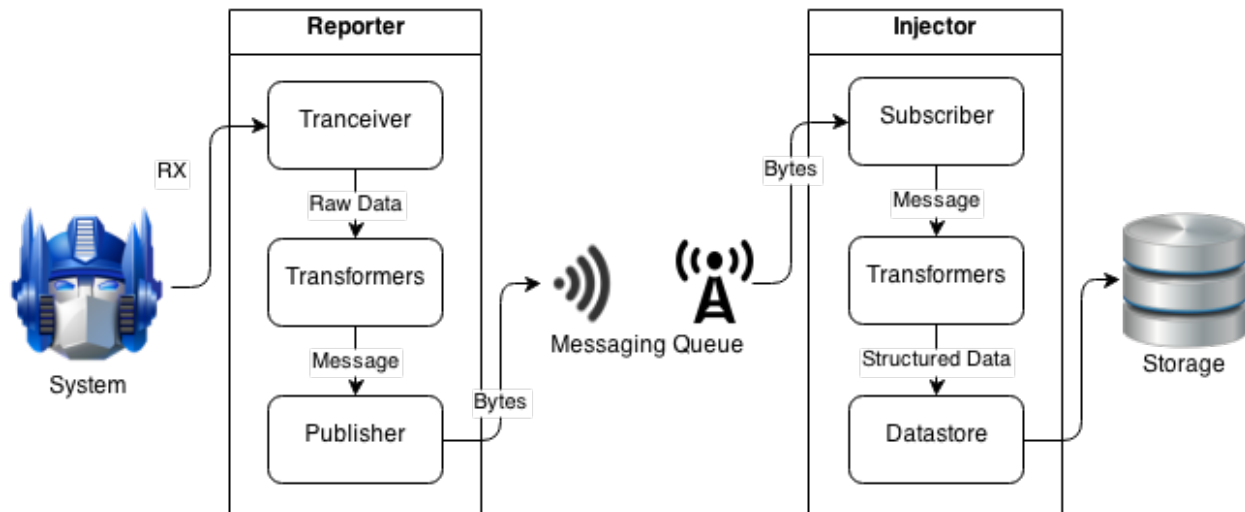 Reporter
Injector
Tranceiver
Subscriber
RX
Bytes
Raw Data
Message
Transformers
Transformers
Messaging Queue
Message
Structured Data
System
Storage
Bytes
Publisher
Datastore